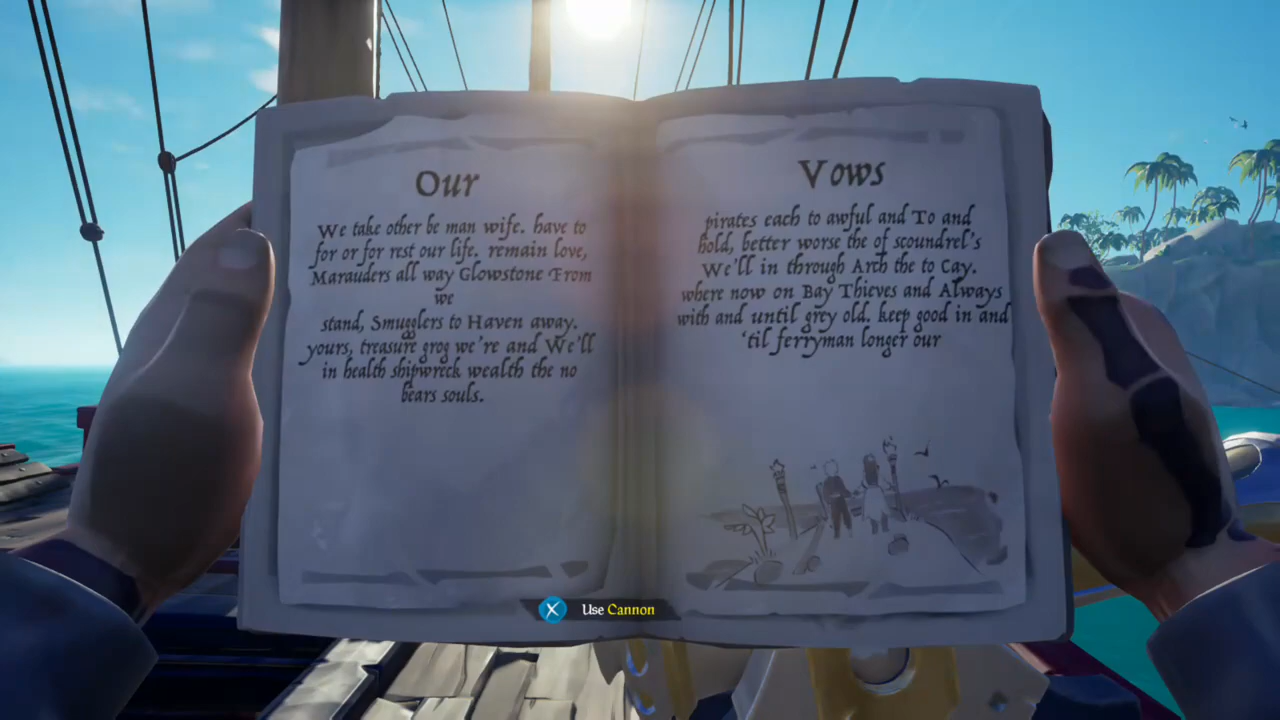 Our
We take other be man wife. have to
for or for rest our life. remain love,
Marauders all way Glowstone From
we
stand, Smugglers to Haven away.
yours, treasure grog we're and We'll
in health shipwreck wealth the no
bears souls.
Vows
pirates each to awful and To and
hold, better worse the of scoundrel's
We'll in through Arch the to Cay.
where now on Bay Thieves and Always
with and until grey old. keep good in and
'til ferryman longer our
X Use Cannon